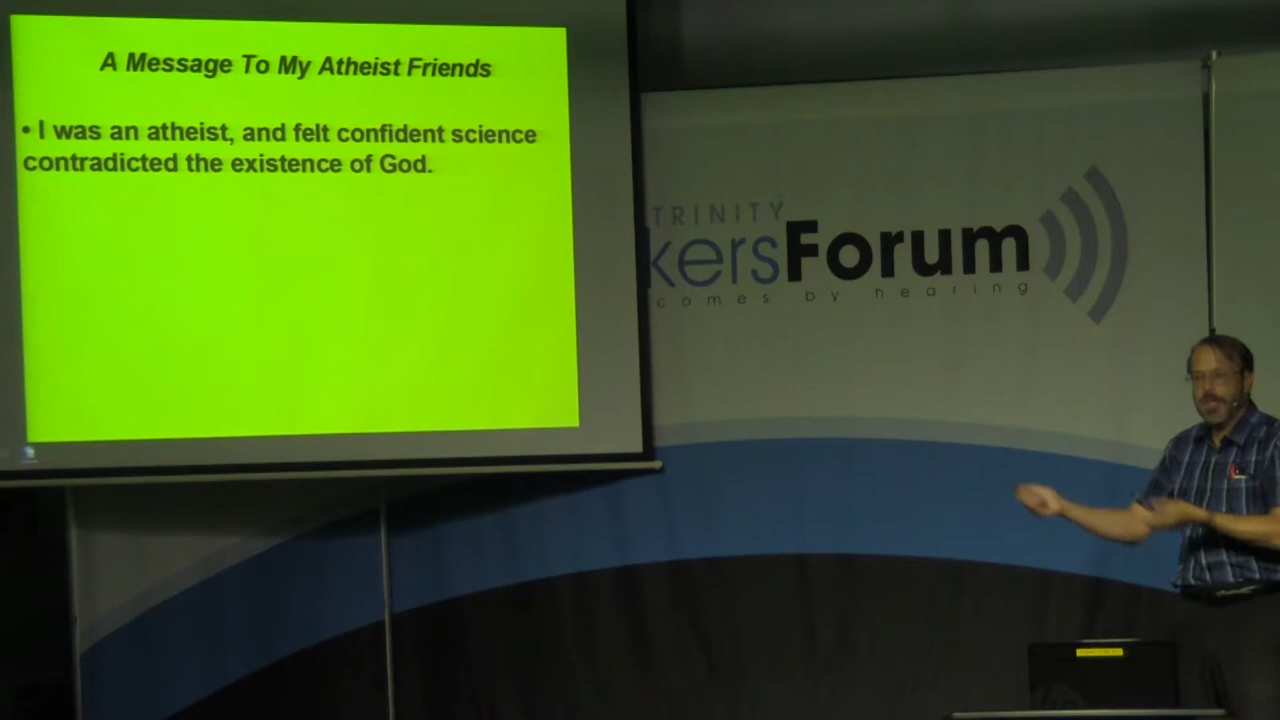 A Message To My Atheist Friends
• I was an atheist, and felt confident science
contradicted the existence of God.
TRINITY
kersForum
comes by hearing